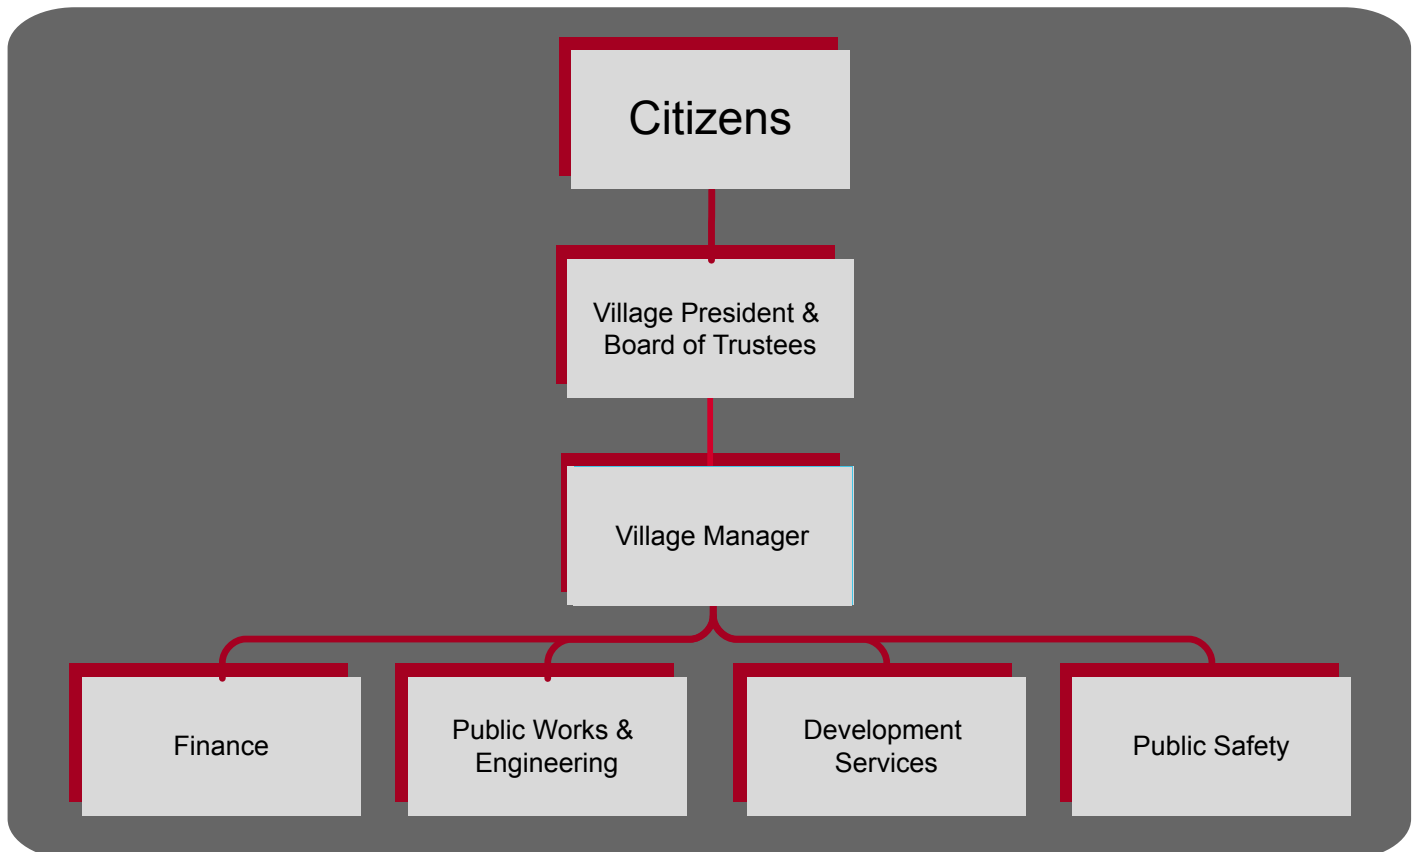 Citizens
Village President &
Board of Trustees
Village Manager
Finance
Public Works &
Engineering
Development
Services
Public Safety